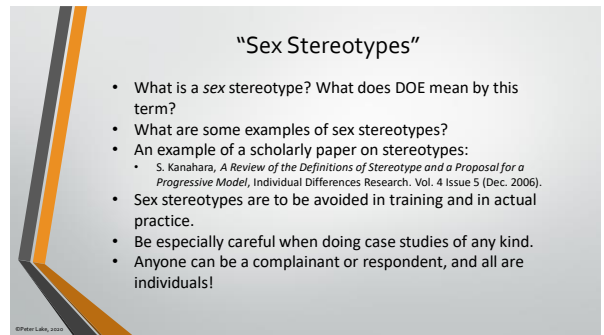 “Sex Stereotypes”
• What is a sex stereotype? What does DOE mean by this
term?
• What are some examples of sex stereotypes?
• An example of a scholarly paper on stereotypes:
• S. Kanahara, A Review of the Definitions of Stereotype and a Proposal for a
Progressive Model, Individual Differences Research. Vol. 4 Issue 5 (Dec. 2006).
• Sex stereotypes are to be avoided in training and in actual
practice.
• Be especially careful when doing case studies of any kind.
• Anyone can be a complainant or respondent, and all are
individuals!
©Peter Lake, 2020